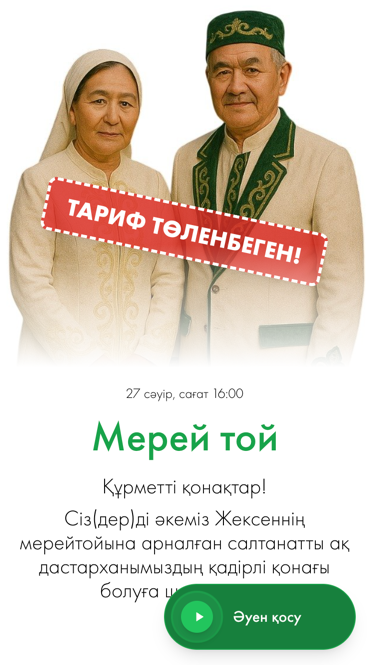 ТАРИФ ТӨЛЕНБЕГЕН!
27 сәуір, сағат 16:00
Мерей той
Құрметті қонақтар!
Сіз(дер)ді әкеміз Жексеннің
мерейтойына арналған салтанатты ақ
дастарханымыздың қадірлі қонағы
болуға
Әуен қосу